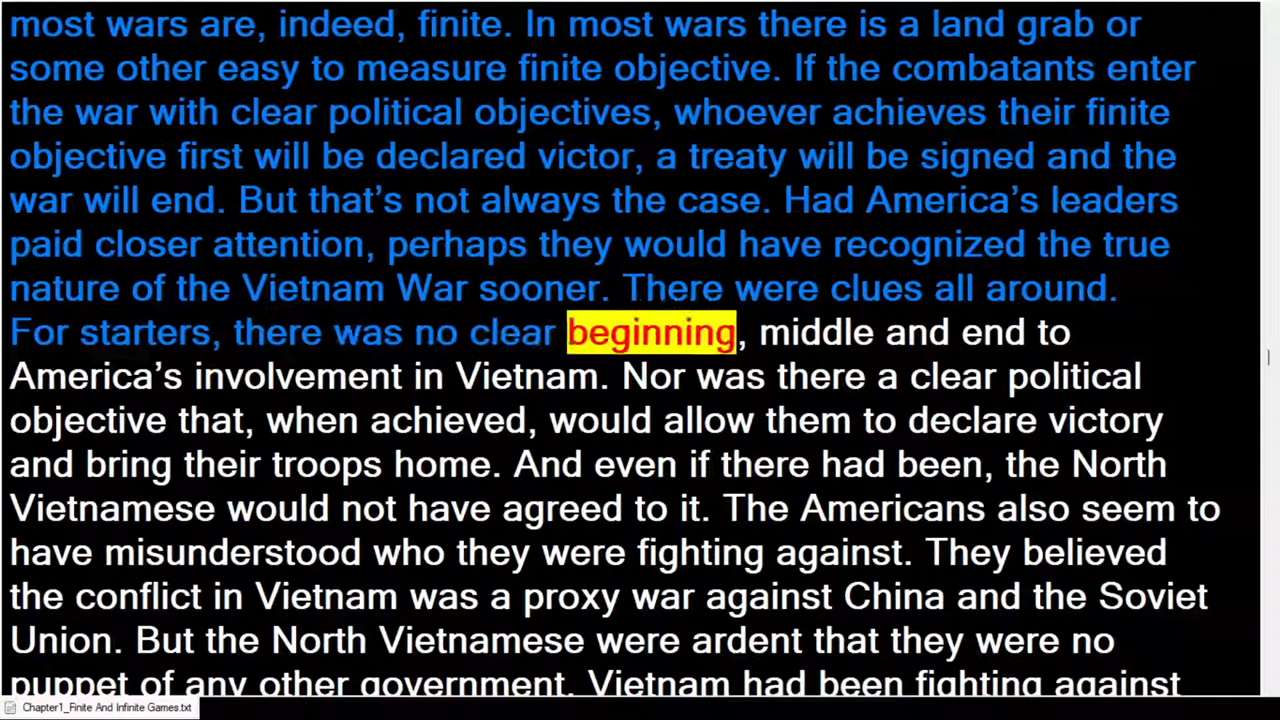 most wars are, indeed, finite. In most wars there is a land grab or
some other easy to measure finite objective. If the combatants enter
the war with clear political objectives, whoever achieves their finite
objective first will be declared victor, a treaty will be signed and the
war will end. But that’s not always the case. Had America’s leaders
paid closer attention, perhaps they would have recognized the true
nature of the Vietnam War sooner. There were clues all around.
For starters, there was no clear beginning, middle and end to
America’s involvement in Vietnam. Nor was there a clear political
objective that, when achieved, would allow them to declare victory
and bring their troops home. And even if there had been, the North
Vietnamese would not have agreed to it. The Americans also seem to
have misunderstood who they were fighting against. They believed
the conflict in Vietnam was a proxy war against China and the Soviet
Union. But the North Vietnamese were ardent that they were no
puppet of any other government. Vietnam had been fighting against
Chapter1_Finite And Infinite Games.txt